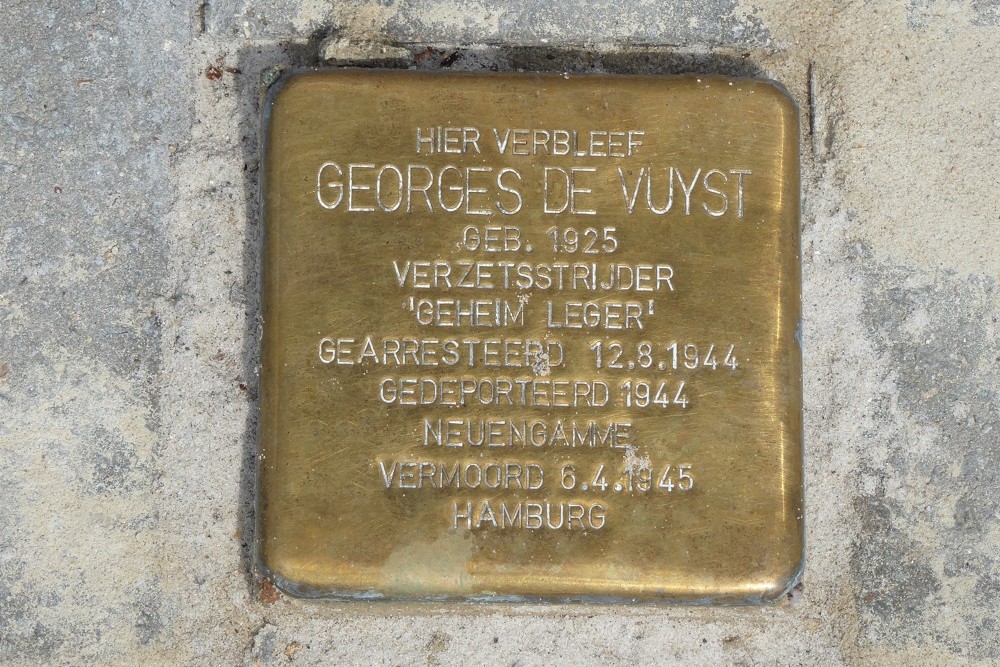 HIER VERBLEEF
GEORGES DE VUYST
GEB. 1925
VERZETSSTRIJDER
'GEHEIM LEGER'
GEARRESTEERD 12.8.1944
GEDEPORTEERD 1944
NEUENGAMME
VERMOORD 6.4.1945
HAMBURG